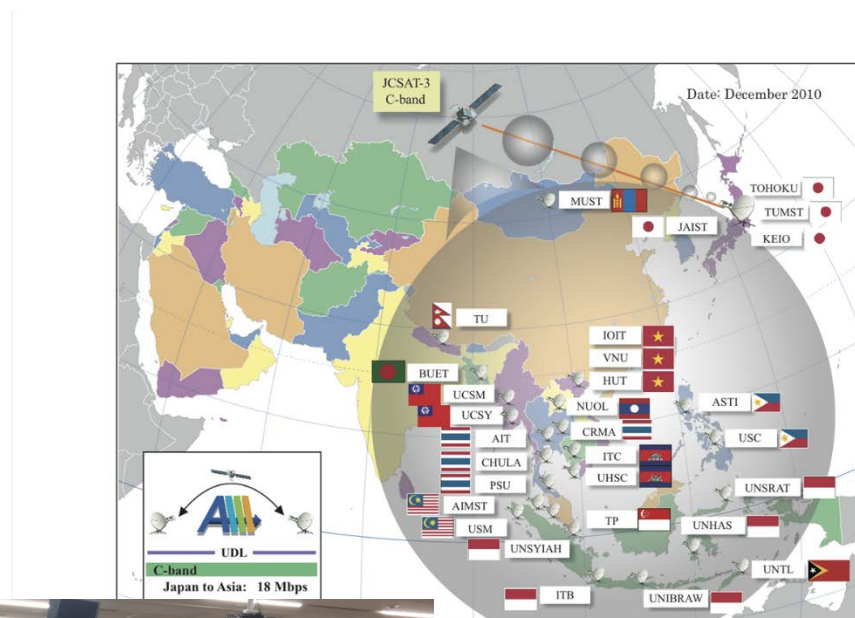 JCSAT-3
C-band
Date: December 2010
TOHOKU
MUST
TUMST
JAIST
KEIO
TU
IOIT
VNU
BUET
HUT
UCSM
NUOL
ASTI
UCSY
CRMA
AIT
USC
ITC
CHULA
UHSC
PSU
UNSRAT
AIMST
TP
USM
UNHAS
UNSYIAH
AI
UDL
UNTL
C-band
Japan to Asia: 18 Mbps
ITB
UNIBRAW